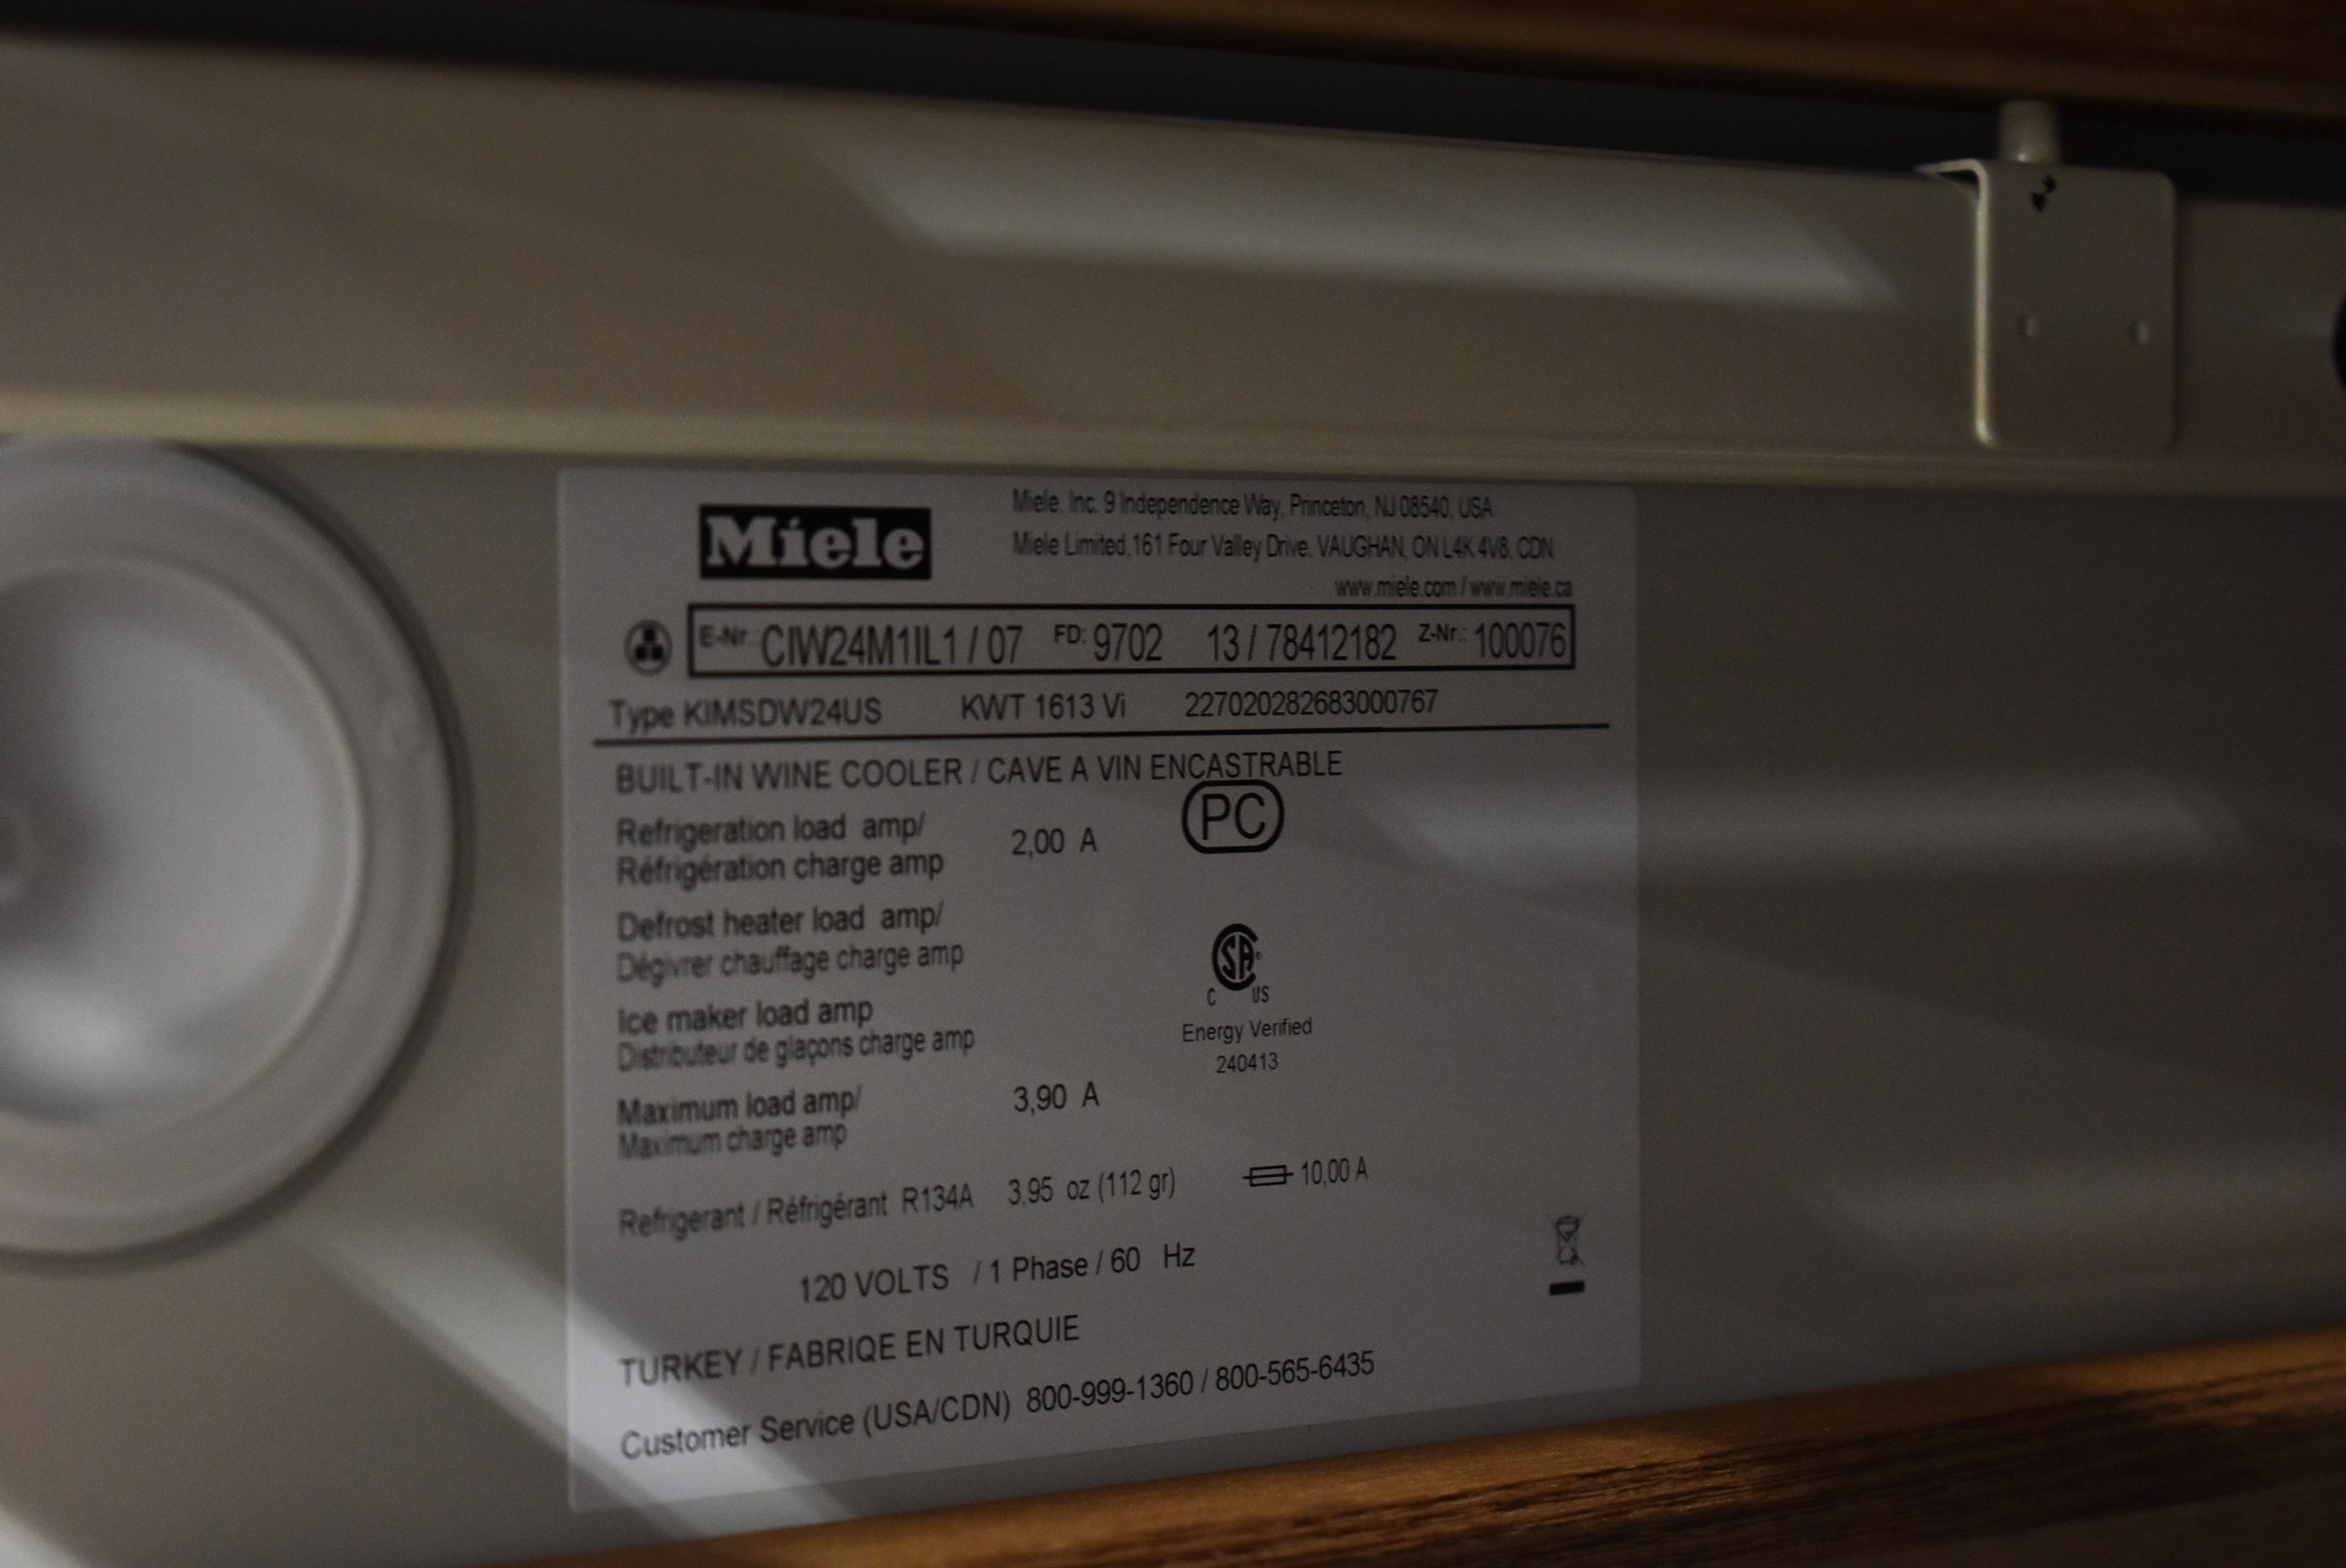 Miele
Miele, Inc. 9 Independence Way, Princeton, NJ 08540, USA
Miele Limited,161 Four Valley Drive, VAUGHAN, ON L4K 4V8, CDN
www.miele.com / www.miele.ca
E-Nr.: CIW24M1IL1 / 07 FD: 9702 13 / 78412182 Z-Nr.: 100076
Type KIMSDW24US KWT 1613 Vi 227020282683000767
BUILT-IN WINE COOLER / CAVE A VIN ENCASTRABLE
PC
Refrigeration load amp/
Réfrigération charge amp
2,00 A
Defrost heater load amp/
Dégivrer chauffage charge amp
SA®
C US
Ice maker load amp
Distributeur de glaçons charge amp
Energy Verified
240413
Maximum load amp/
Maximum charge amp
3,90 A
Refrigerant / Réfrigérant R134A 3,95 oz (112 gr) 10,00 A
120 VOLTS / 1 Phase / 60 Hz
TURKEY / FABRIQE EN TURQUIE
Customer Service (USA/CDN) 800-999-1360 / 800-565-6435